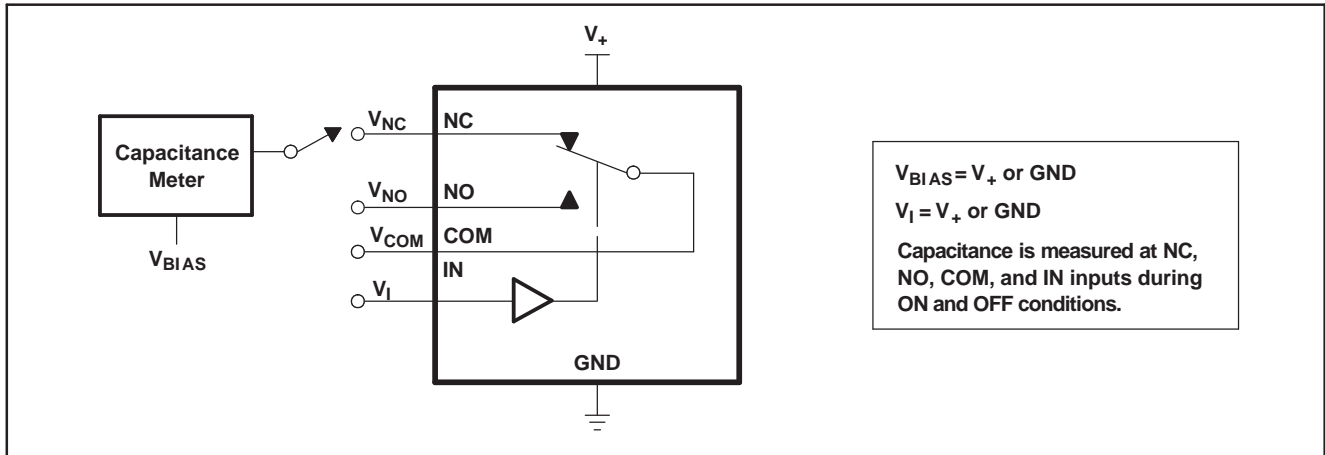 V+
Capacitance
Meter
VBIAS
VNC
NC
VNO
NO
VCOM
COM
IN
VI
GND
VBIAS = V+ or GND
VI = V+ or GND
Capacitance is measured at NC,
NO, COM, and IN inputs during
ON and OFF conditions.